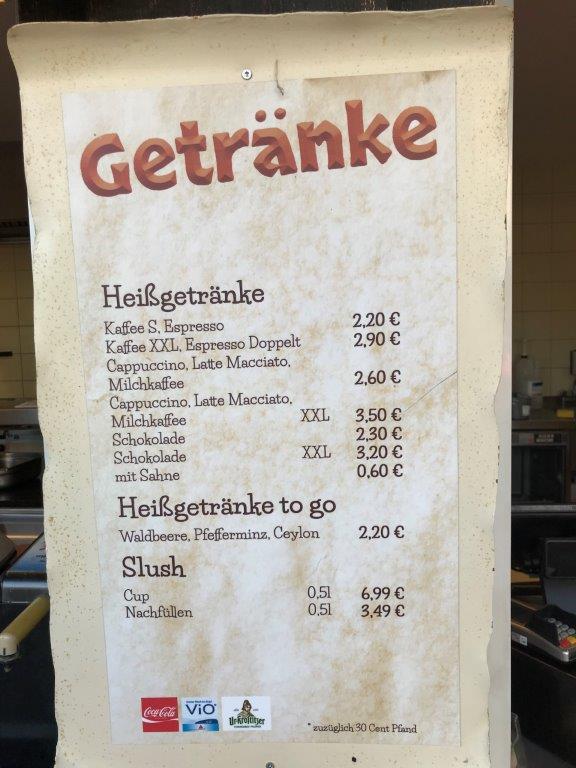 Getränke
Heißgetränke
Kaffee S, Espresso 2,20 €
Kaffee XXL, Espresso Doppelt 2,90 €
Cappuccino, Latte Macciato,
Milchkaffee 2,60 €
Cappuccino, Latte Macciato,
Milchkaffee XXL 3,50 €
Schokolade 2,30 €
Schokolade XXL 3,20 €
mit Sahne 0,60 €
Heißgetränke to go
Waldbeere, Pfefferminz, Ceylon 2,20 €
Slush
Cup 0,5l 6,99 €
Nachfüllen 0,5l 3,49 €
Coca-Cola ViO Ur-Krostitzer
* zuzüglich 30 Cent Pfand